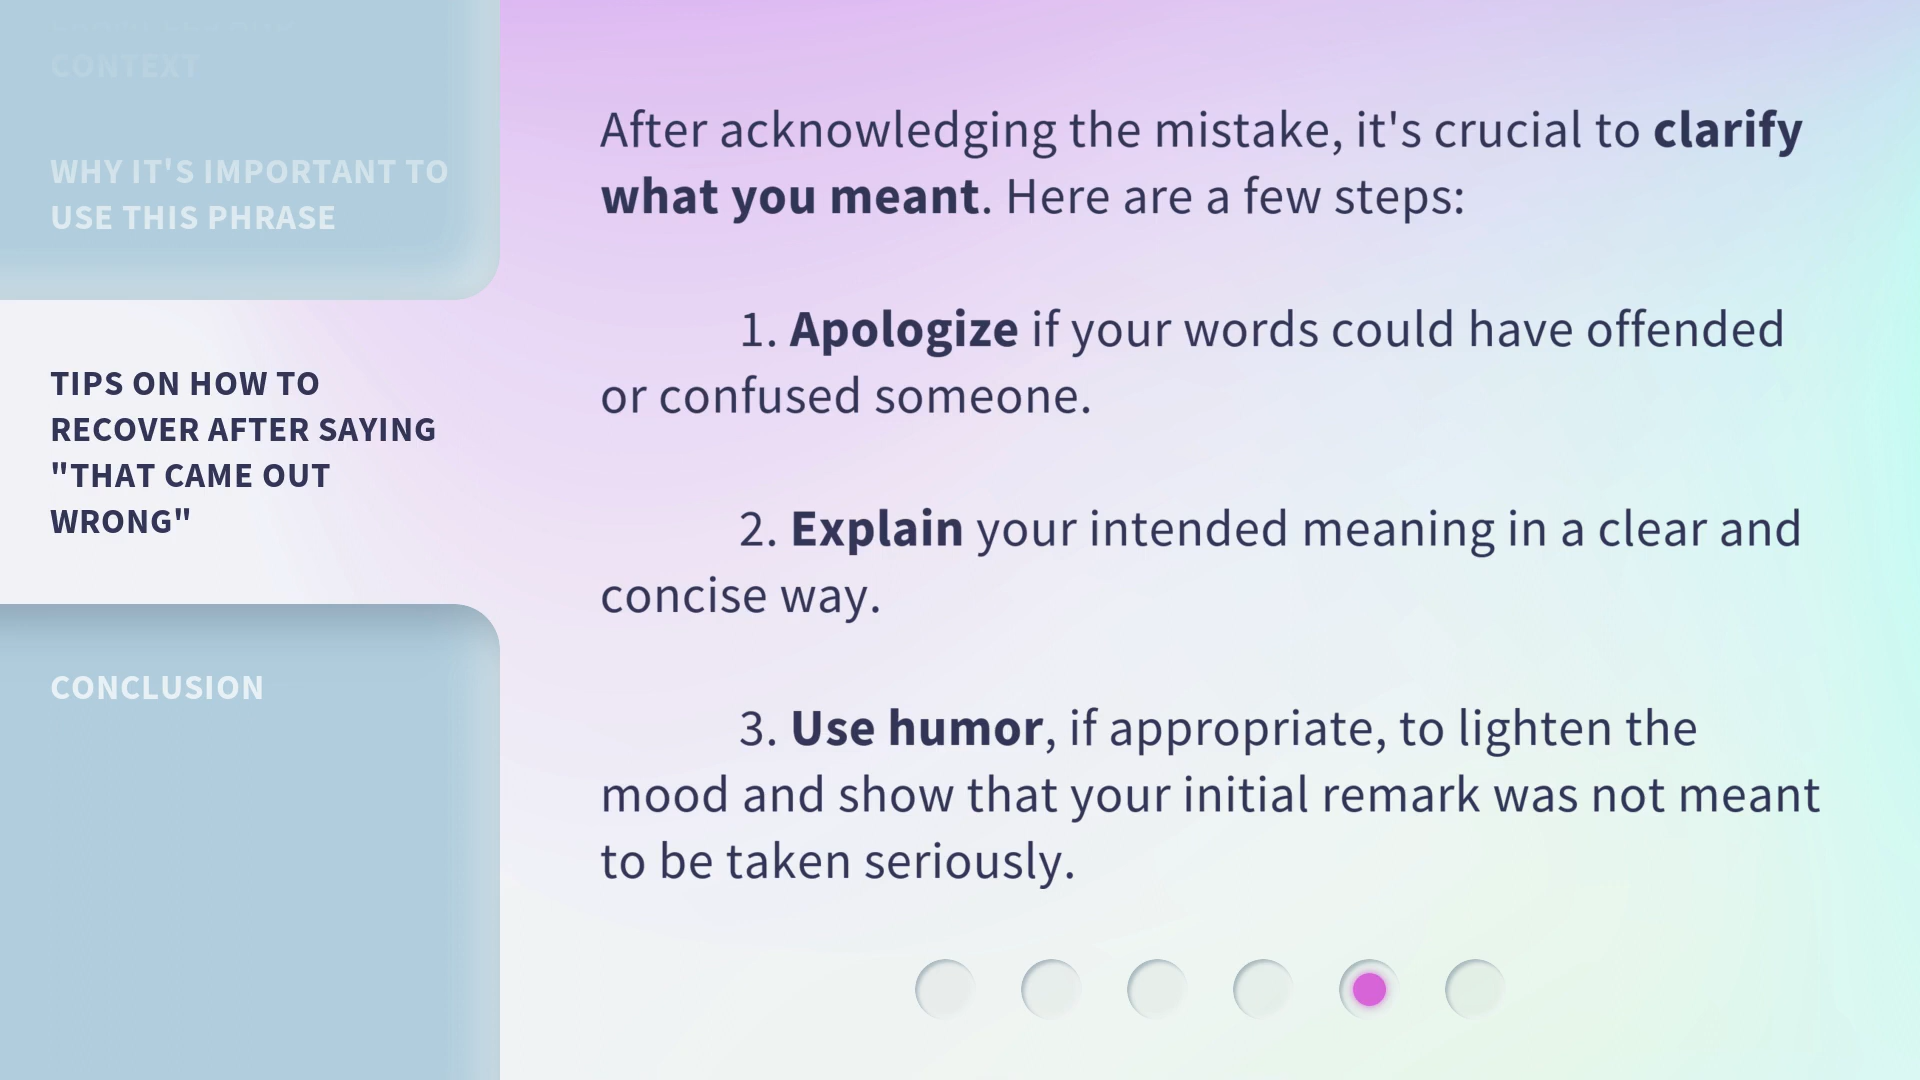 CONTEXT
WHY IT'S IMPORTANT TO
USE THIS PHRASE
TIPS ON HOW TO
RECOVER AFTER SAYING
"THAT CAME OUT
WRONG"
CONCLUSION
After acknowledging the mistake, it's crucial to clarify
what you meant. Here are a few steps:
1. Apologize if your words could have offended
or confused someone.
2. Explain your intended meaning in a clear and
concise way.
3. Use humor, if appropriate, to lighten the
mood and show that your initial remark was not meant
to be taken seriously.